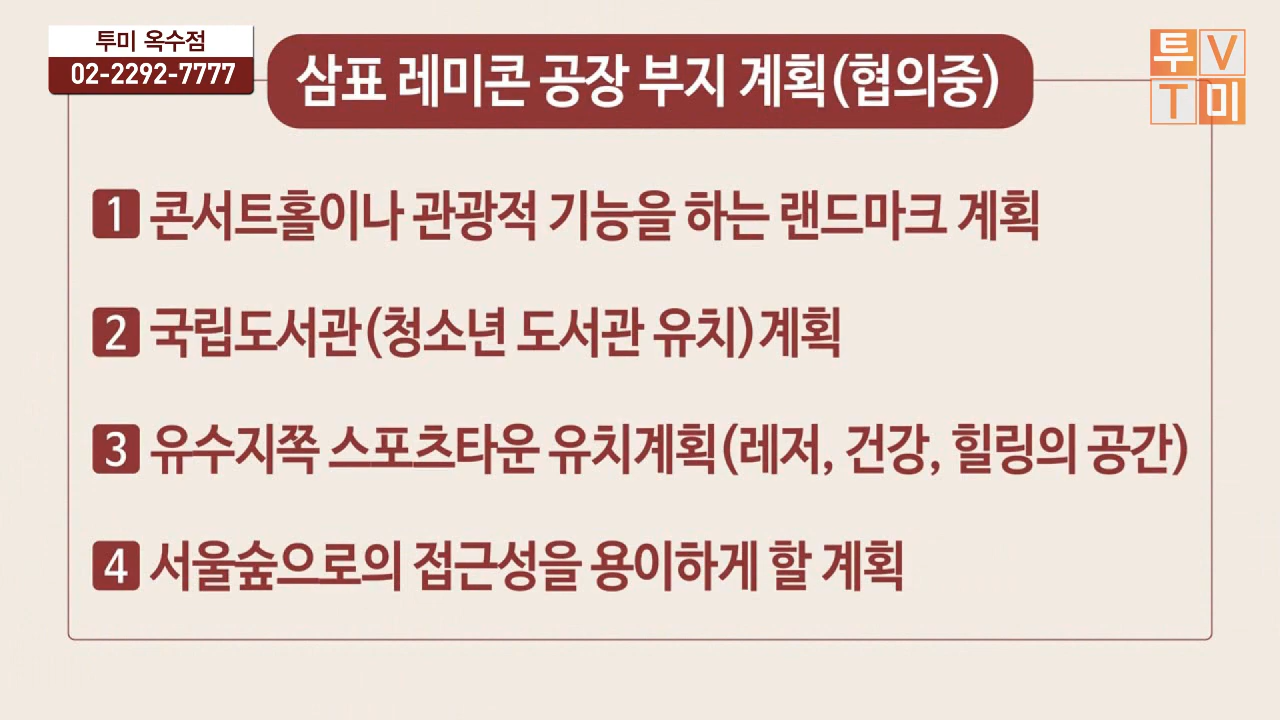 투미 옥수점
02-2292-7777
삼표 레미콘 공장 부지 계획(협의중)
투V
T미
1 콘서트홀이나 관광적 기능을 하는 랜드마크 계획
2 국립도서관(청소년 도서관 유치)계획
3 유수지쪽 스포츠타운 유치계획(레저, 건강, 힐링의 공간)
4 서울숲으로의 접근성을 용이하게 할 계획